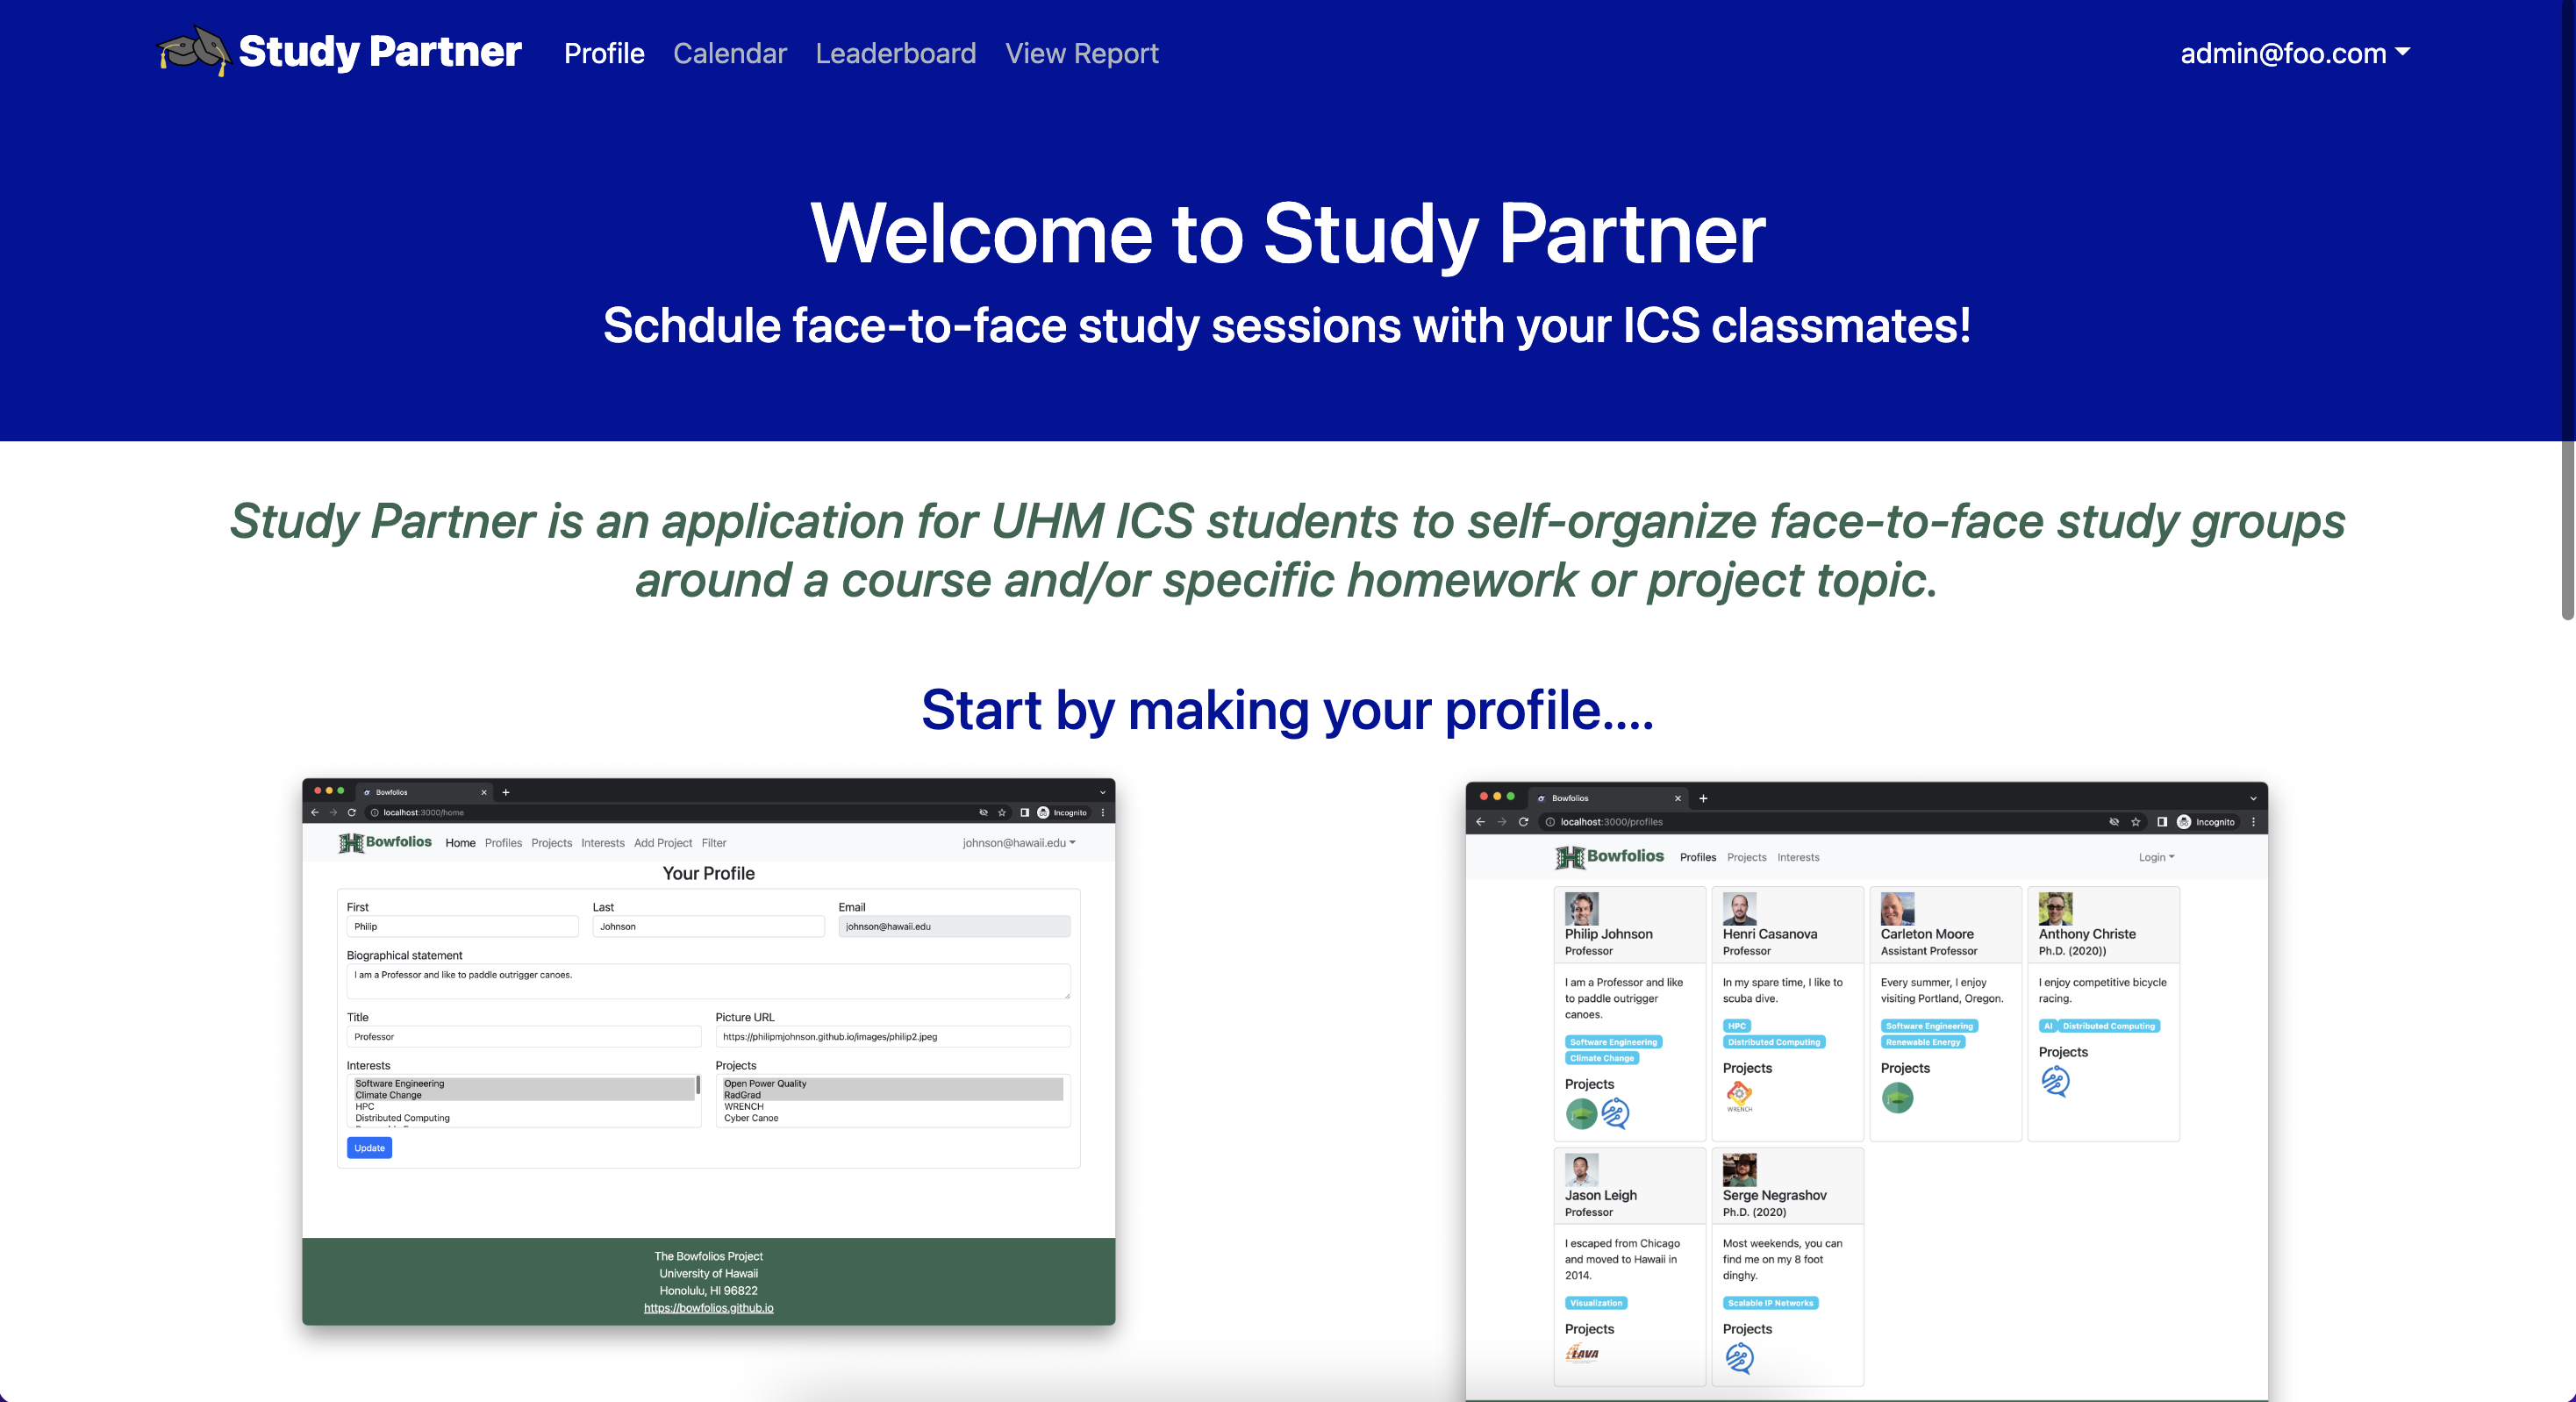 Study Partner Profile Calendar Leaderboard View Report admin@foo.com
Welcome to Study Partner
Schdule face-to-face study sessions with your ICS classmates!
Study Partner is an application for UHM ICS students to self-organize face-to-face study groups
around a course and/or specific homework or project topic.
Start by making your profile....
Bowfolios
localhost:3000/home Incognito
Bowfolios Home Profiles Projects Interests Add Project Filter johnson@hawaii.edu
Your Profile
First Last Email
Philip Johnson johnson@hawaii.edu
Biographical statement
I am a Professor and like to paddle outrigger canoes.
Title Picture URL
Professor https://philipmjohnson.github.io/images/philip2.jpeg
Interests Projects
Software Engineering Open Power Quality
Climate Change RadGrad
HPC WRENCH
Distributed Computing Cyber Canoe
Update
The Bowfolios Project
University of Hawaii
Honolulu, HI 96822
https://bowfolios.github.io
Bowfolios
localhost:3000/profiles Incognito
Bowfolios Profiles Projects Interests Login
Philip Johnson
Professor
I am a Professor and like
to paddle outrigger
canoes.
Software Engineering
Climate Change
Projects
Henri Casanova
Professor
In my spare time, I like to
scuba dive.
HPC
Distributed Computing
Projects
WRENCH
Carleton Moore
Assistant Professor
Every summer, I enjoy
visiting Portland, Oregon.
Software Engineering
Renewable Energy
Projects
Anthony Christe
Ph.D. (2020))
I enjoy competitive bicycle
racing.
AI Distributed Computing
Projects
Jason Leigh
Professor
I escaped from Chicago
and moved to Hawaii in
2014.
Visualization
Projects
LAVA
Serge Negrashov
Ph.D. (2020)
Most weekends, you can
find me on my 8 foot
dinghy.
Scalable IP Networks
Projects